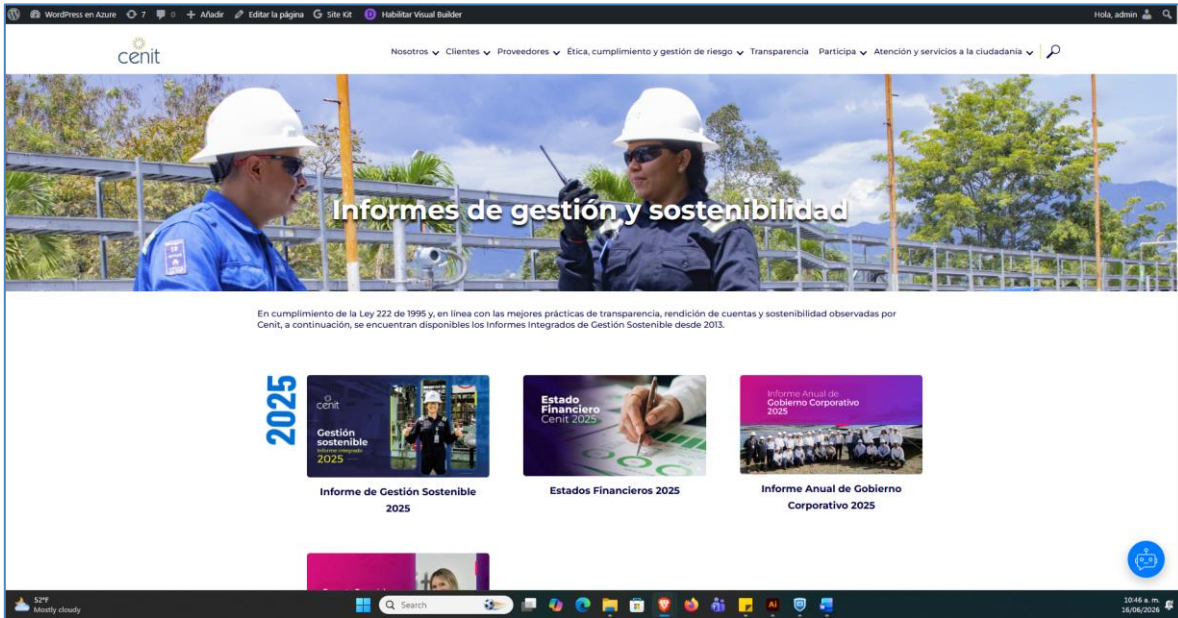 WordPress en Azure 7 0 Añadir Editar la página Site Kit Habilitar Visual Builder Hola, admin
cenit
Nosotros Clientes Proveedores Ética, cumplimiento y gestión de riesgo Transparencia Participa Atención y servicios a la ciudadanía
Informes de gestión y sostenibilidad
En cumplimiento de la Ley 222 de 1995 y, en línea con las mejores prácticas de transparencia, rendición de cuentas y sostenibilidad observadas por
Cenit, a continuación, se encuentran disponibles los Informes Integrados de Gestión Sostenible desde 2013.
2025
cenit
Gestión
sostenible
Informe integrado
2025
Informe de Gestión Sostenible
2025
Estado
Financiero
Cenit 2025
Estados Financieros 2025
Informe Anual de
Gobierno Corporativo
2025
Informe Anual de Gobierno
Corporativo 2025
52°F
Mostly cloudy
Search
Ai
10:46 a. m.
16/06/2026